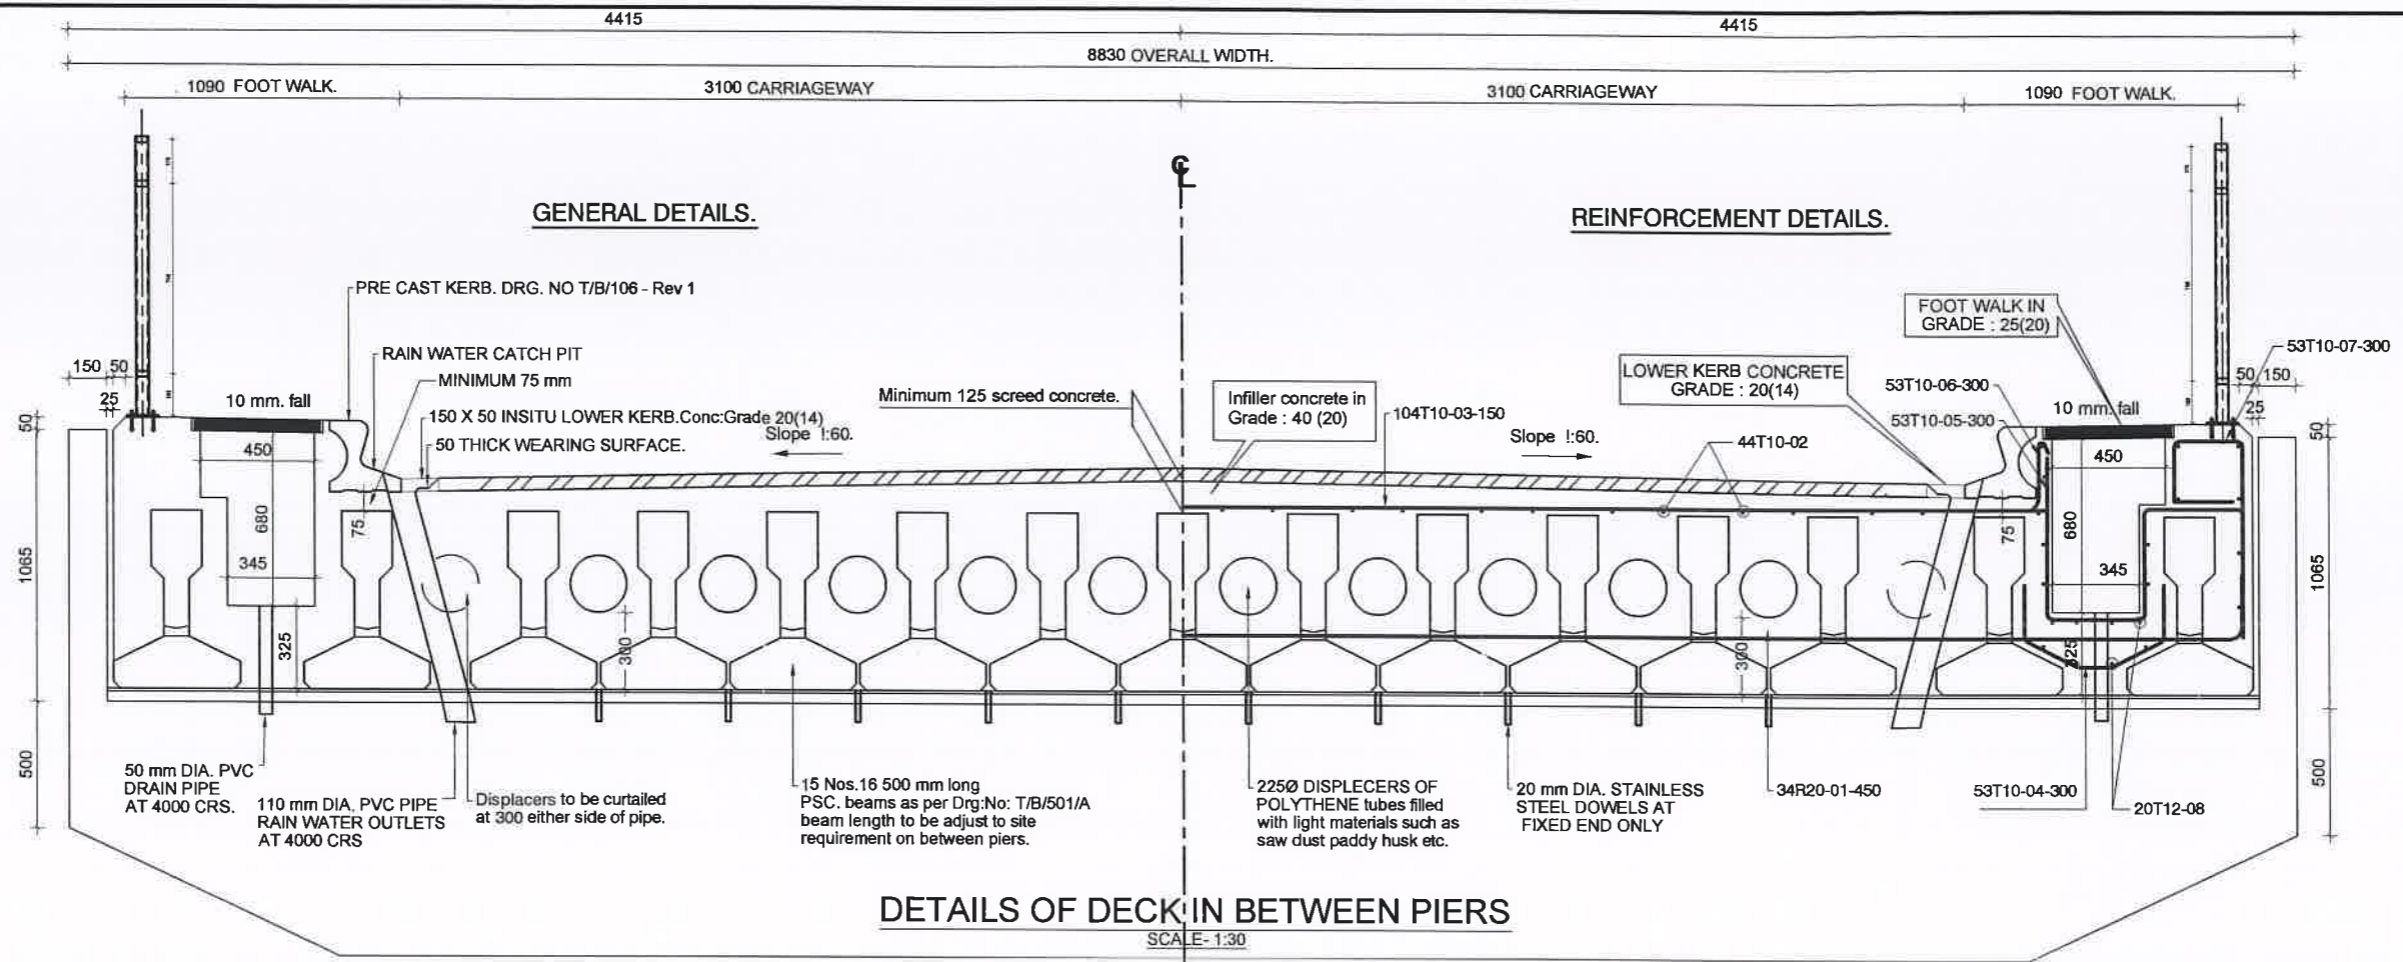 4415
4415
8830 OVERALL WIDTH.
1090 FOOT WALK.
3100 CARRIAGEWAY
3100 CARRIAGEWAY
1090 FOOT WALK.
C
L
GENERAL DETAILS.
REINFORCEMENT DETAILS.
PRE CAST KERB. DRG. NO T/B/106 - Rev 1
RAIN WATER CATCH PIT
MINIMUM 75 mm
150 X 50 INSITU LOWER KERB.Conc:Grade 20(14)
50 THICK WEARING SURFACE.
Slope !:60.
Minimum 125 screed concrete.
Infiller concrete in
Grade : 40 (20)
104T10-03-150
Slope !:60.
44T10-02
LOWER KERB CONCRETE
GRADE : 20(14)
FOOT WALK IN
GRADE : 25(20)
53T10-07-300
53T10-06-300
53T10-05-300
150
50
25
10 mm. fall
10 mm. fall
50
150
25
50
1065
500
450
680
345
325
75
300
300
75
450
680
345
325
50
1065
500
50 mm DIA. PVC
DRAIN PIPE
AT 4000 CRS.
110 mm DIA. PVC PIPE
RAIN WATER OUTLETS
AT 4000 CRS
Displacers to be curtailed
at 300 either side of pipe.
15 Nos.16 500 mm long
PSC. beams as per Drg:No: T/B/501/A
beam length to be adjust to site
requirement on between piers.
225Ø DISPLECERS OF
POLYTHENE tubes filled
with light materials such as
saw dust paddy husk etc.
20 mm DIA. STAINLESS
STEEL DOWELS AT
FIXED END ONLY
34R20-01-450
53T10-04-300
20T12-08
DETAILS OF DECK IN BETWEEN PIERS
SCALE- 1:30